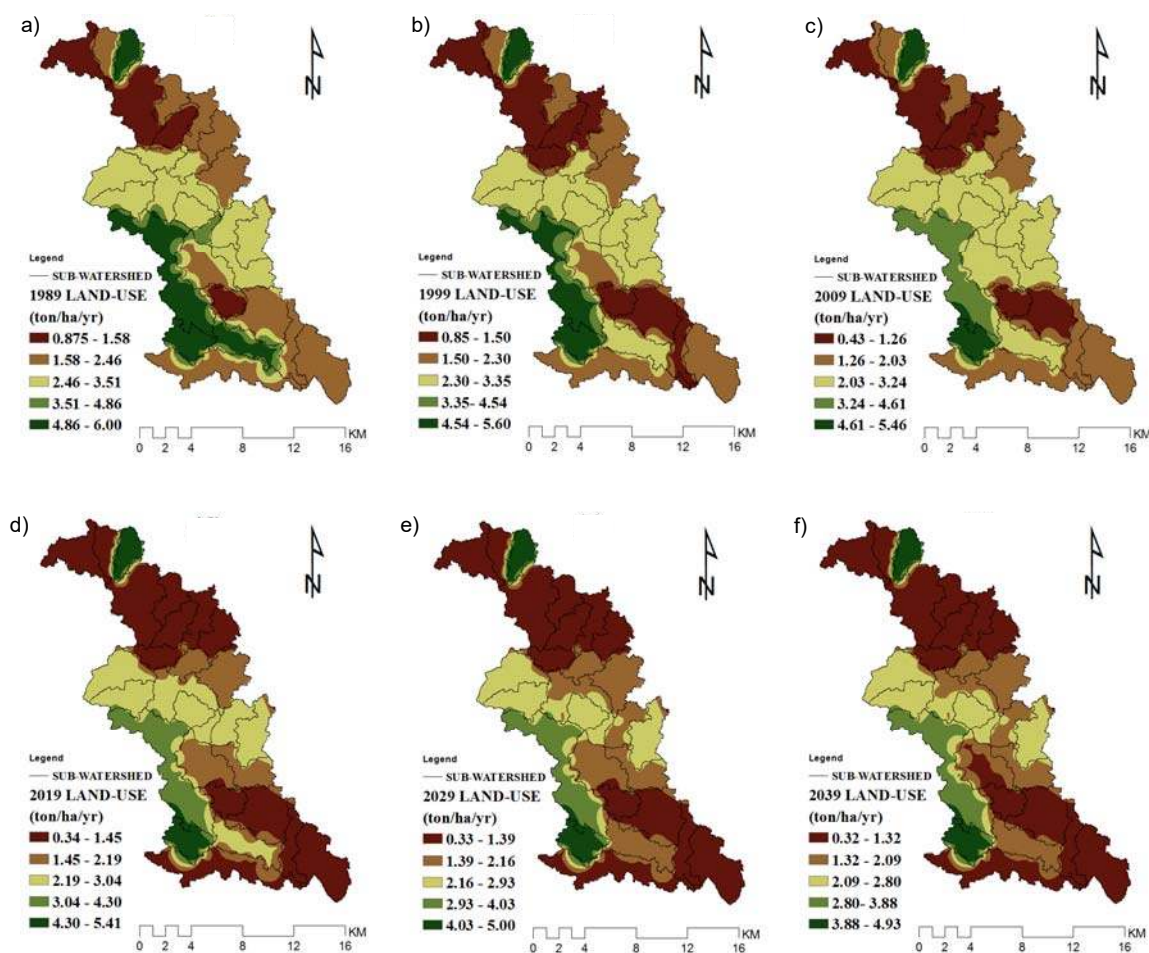 a)
N
Legend
SUB-WATERSHED
1989 LAND-USE
(ton/ha/yr)
0.875 - 1.58
1.58 - 2.46
2.46 - 3.51
3.51 - 4.86
4.86 - 6.00
KM
0 2 4 8 12 16
b)
N
Legend
SUB-WATERSHED
1999 LAND-USE
(ton/ha/yr)
0.85 - 1.50
1.50 - 2.30
2.30 - 3.35
3.35- 4.54
4.54 - 5.60
KM
0 2 4 8 12 16
c)
N
Legend
SUB-WATERSHED
2009 LAND-USE
(ton/ha/yr)
0.43 - 1.26
1.26 - 2.03
2.03 - 3.24
3.24 - 4.61
4.61 - 5.46
KM
0 2 4 8 12 16
d)
N
Legend
SUB-WATERSHED
2019 LAND-USE
(ton/ha/yr)
0.34 - 1.45
1.45 - 2.19
2.19 - 3.04
3.04 - 4.30
4.30 - 5.41
KM
0 2 4 8 12 16
e)
N
Legend
SUB-WATERSHED
2029 LAND-USE
(ton/ha/yr)
0.33 - 1.39
1.39 - 2.16
2.16 - 2.93
2.93 - 4.03
4.03 - 5.00
KM
0 2 4 8 12 16
f)
N
Legend
SUB-WATERSHED
2039 LAND-USE
(ton/ha/yr)
0.32 - 1.32
1.32 - 2.09
2.09 - 2.80
2.80- 3.88
3.88 - 4.93
KM
0 2 4 8 12 16